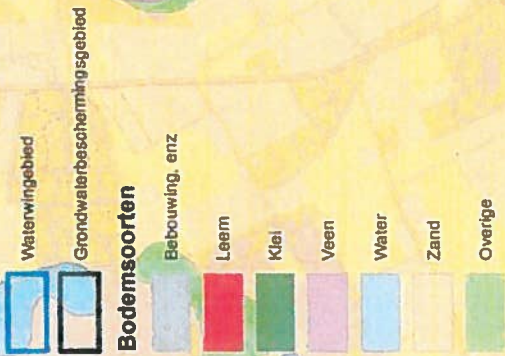 Waterwingebied
Grondwaterbeschermingsgebied
Bodemsoorten
Bebouwing, enz
Leem
Klei
Veen
Water
Zand
Overige